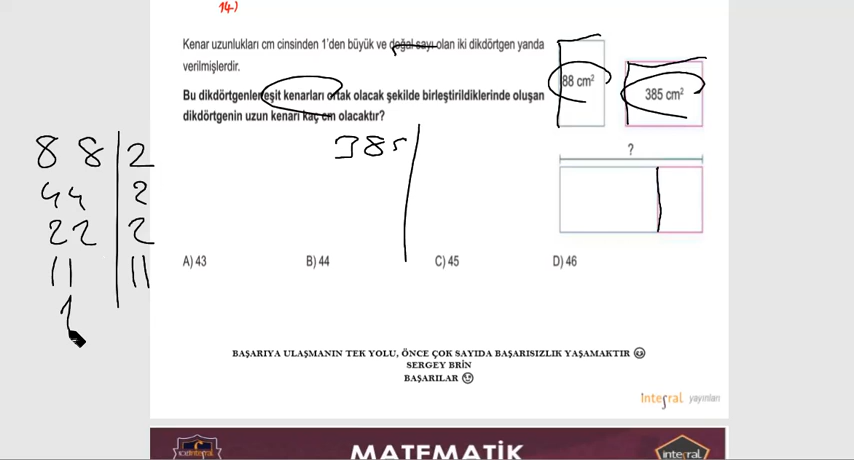 14)
Kenar uzunlukları cm cinsinden 1'den büyük ve doğal sayı olan iki dikdörtgen yanda
verilmişlerdir.
88 cm²
385 cm²
Bu dikdörtgenler eşit kenarları ortak olacak şekilde birleştirildiklerinde oluşan
dikdörtgenin uzun kenarı kaç cm olacaktır?
?
88 2
44 2
22 2
11 11
1
385
A) 43 B) 44 C) 45 D) 46
BAŞARIYA ULAŞMANIN TEK YOLU, ÖNCE ÇOK SAYIDA BAŞARISIZLIK YAŞAMAKTIR
SERGEY BRİN
BAŞARILAR
integral yayınları
MATEMATİK
integral